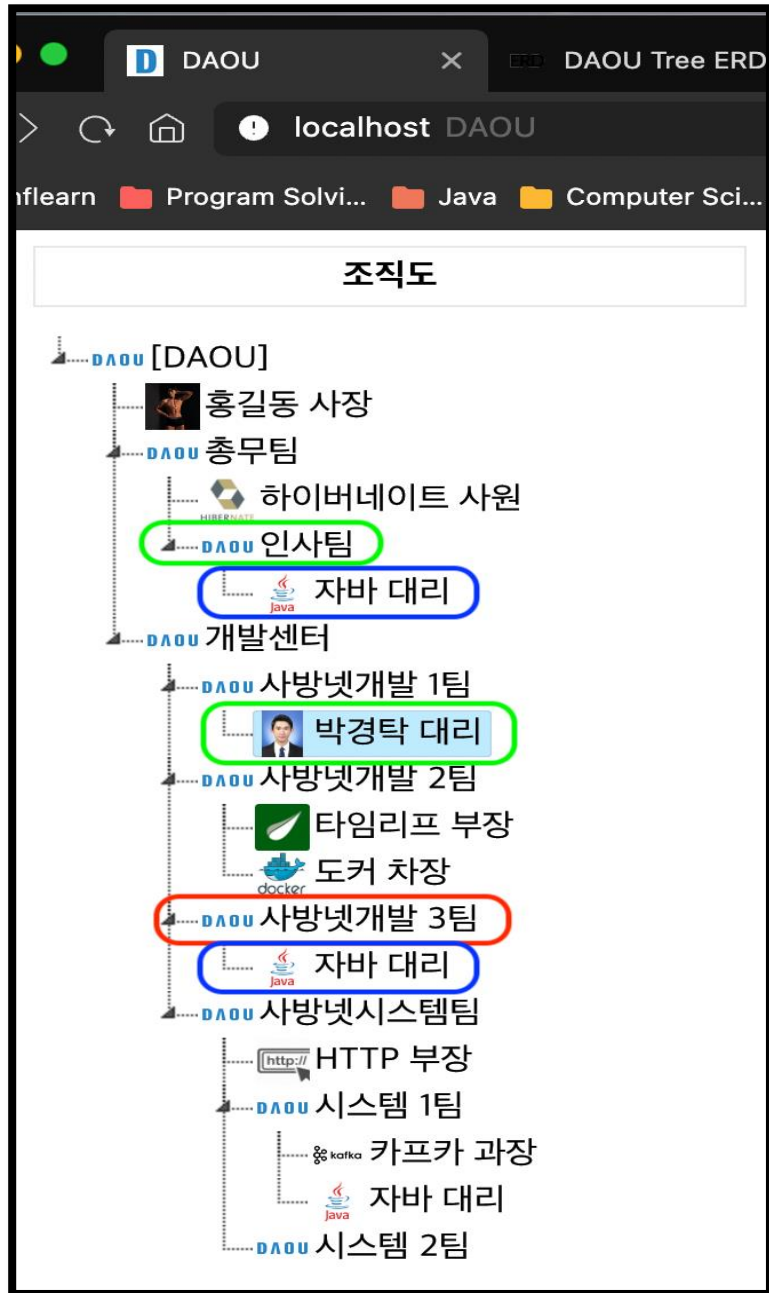 D DAOU × ERD DAOU Tree ERD
localhost DAOU
nflearn Program Solvi... Java Computer Sci...
조직도
DAOU [DAOU]
홍길동 사장
DAOU 총무팀
HIBERNATE 하이버네이트 사원
DAOU 인사팀
Java 자바 대리
DAOU 개발센터
DAOU 사방넷개발 1팀
박경탁 대리
DAOU 사방넷개발 2팀
타임리프 부장
docker 도커 차장
DAOU 사방넷개발 3팀
Java 자바 대리
DAOU 사방넷시스템팀
http:// HTTP 부장
DAOU 시스템 1팀
kafka 카프카 과장
Java 자바 대리
DAOU 시스템 2팀